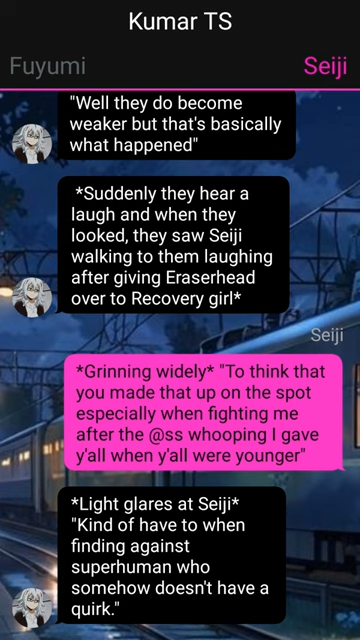 Kumar TS
Fuyumi
Seiji
"Well they do become
weaker but that's basically
what happened"
*Suddenly they hear a
laugh and when they
looked, they saw Seiji
walking to them laughing
after giving Eraserhead
over to Recovery girl*
Seiji
*Grinning widely* "To think that
you made that up on the spot
especially when fighting me
after the @ss whooping I gave
y'all when y'all were younger"
*Light glares at Seiji*
"Kind of have to when
finding against
superhuman who
somehow doesn't have a
quirk."